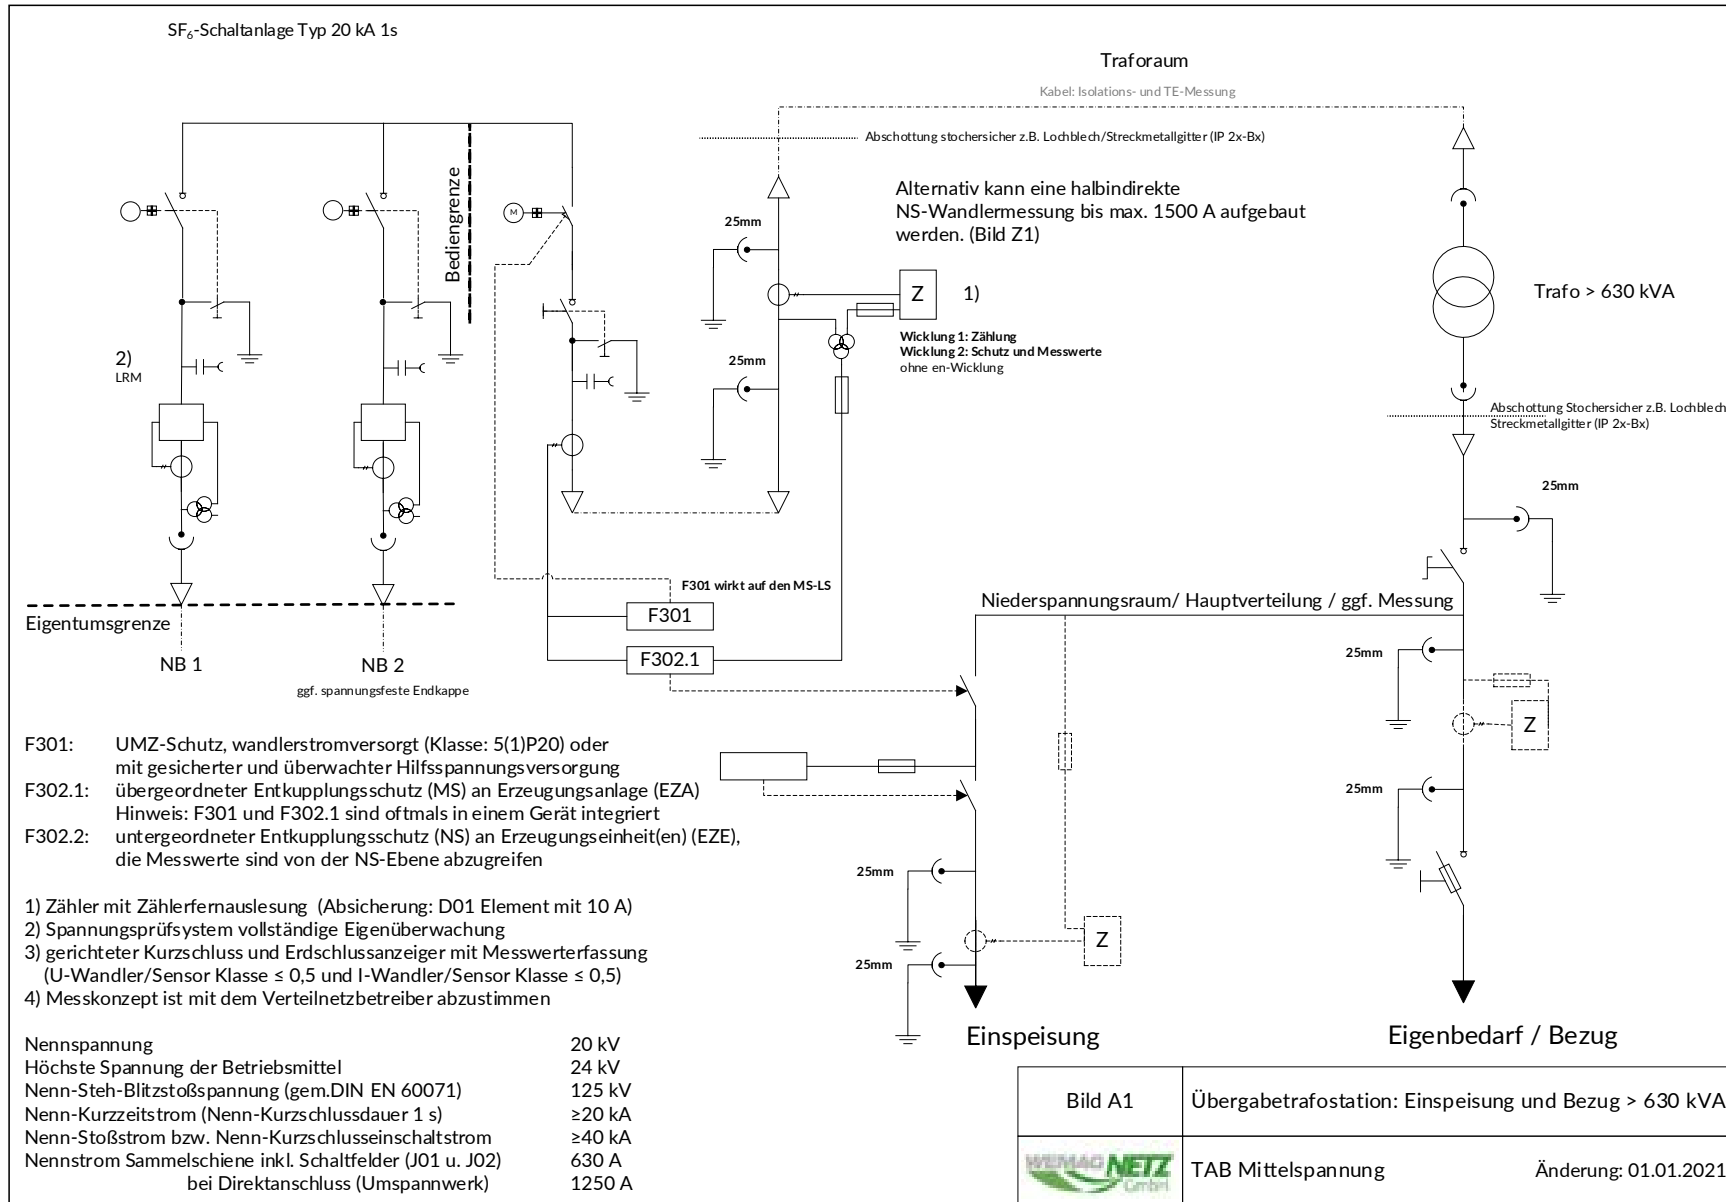 SF₆-Schaltanlage Typ 20 kA 1s
Traforaum
Kabel: Isolations- und TE-Messung
Abschottung stochersicher z.B. Lochblech/Streckmetallgitter (IP 2x-Bx)
Bediengrenze
Alternativ kann eine halbindirekte
NS-Wandlermessung bis max. 1500 A aufgebaut
werden. (Bild Z1)
M
25mm
Z
1)
Trafo > 630 kVA
Wicklung 1: Zählung
Wicklung 2: Schutz und Messwerte
ohne en-Wicklung
2)
LRM
25mm
Abschottung Stochersicher z.B. Lochblech
Streckmetallgitter (IP 2x-Bx)
25mm
F301 wirkt auf den MS-LS
F301
F302.1
Niederspannungsraum/ Hauptverteilung / ggf. Messung
Eigentumsgrenze
NB 1
NB 2
ggf. spannungsfeste Endkappe
25mm
Z
25mm
F301: UMZ-Schutz, wandlerstromversorgt (Klasse: 5(1)P20) oder
mit gesicherter und überwachter Hilfsspannungsversorgung
F302.1: übergeordneter Entkupplungsschutz (MS) an Erzeugungsanlage (EZA)
Hinweis: F301 und F302.1 sind oftmals in einem Gerät integriert
F302.2: untergeordneter Entkupplungsschutz (NS) an Erzeugungseinheit(en) (EZE),
die Messwerte sind von der NS-Ebene abzugreifen
25mm
Z
25mm
1) Zähler mit Zählerfernauslesung (Absicherung: D01 Element mit 10 A)
2) Spannungsprüfsystem vollständige Eigenüberwachung
3) gerichteter Kurzschluss und Erdschlussanzeiger mit Messwerterfassung
(U-Wandler/Sensor Klasse ≤ 0,5 und I-Wandler/Sensor Klasse ≤ 0,5)
4) Messkonzept ist mit dem Verteilnetzbetreiber abzustimmen
Einspeisung
Eigenbedarf / Bezug
Nennspannung 20 kV
Höchste Spannung der Betriebsmittel 24 kV
Nenn-Steh-Blitzstoßspannung (gem.DIN EN 60071) 125 kV
Nenn-Kurzzeitstrom (Nenn-Kurzschlussdauer 1 s) ≥20 kA
Nenn-Stoßstrom bzw. Nenn-Kurzschlusseinschaltstrom ≥40 kA
Nennstrom Sammelschiene inkl. Schaltfelder (J01 u. J02) 630 A
bei Direktanschluss (Umspannwerk) 1250 A
Bild A1
Übergabetrafostation: Einspeisung und Bezug > 630 kVA
WEMAG NETZ
GmbH
TAB Mittelspannung
Änderung: 01.01.2021